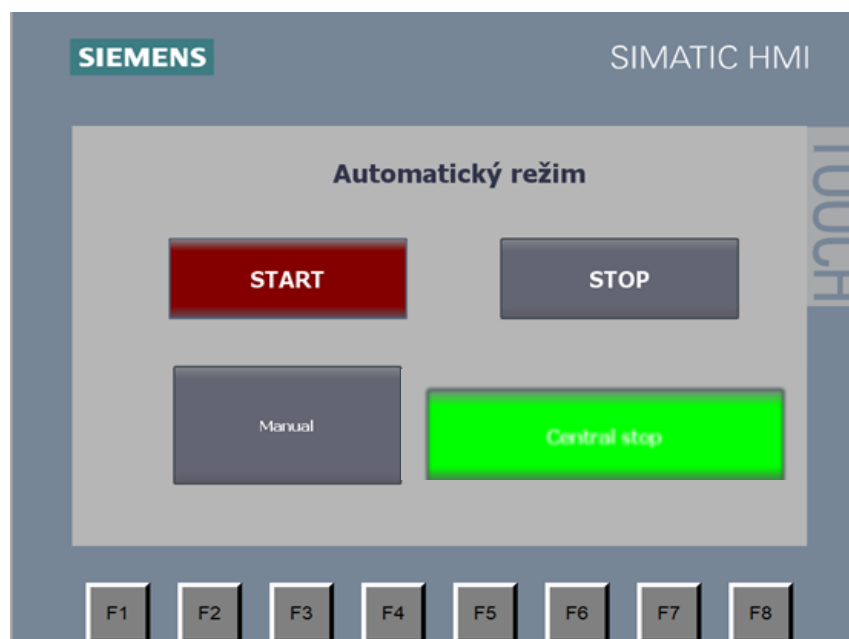 SIEMENS
SIMATIC HMI
TOUCH
Automatický režim
START
STOP
Manual
Central stop
F1
F2
F3
F4
F5
F6
F7
F8